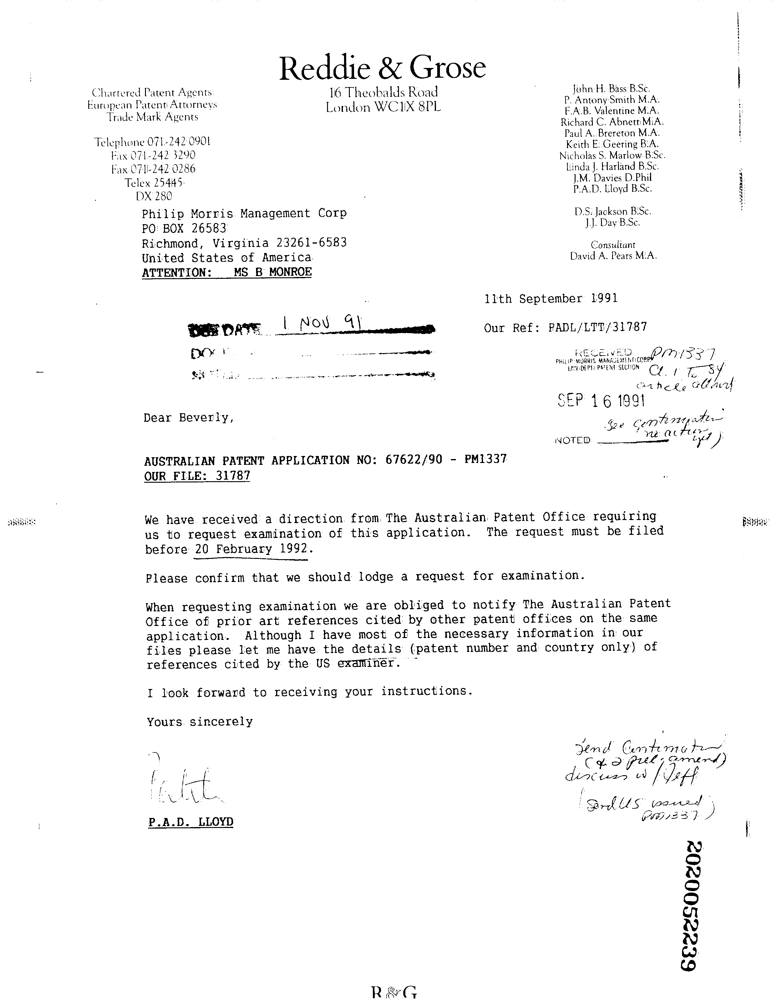 Reddie & Grose
16 Theobalds Road
London WC1X 8PL
Chartered Patent Agents
European Patent Attorneys
Trade Mark Agents
Telephone 071-242 0901
Fax 071-242 3290
Fax 071-242 0286
Telex 25445
DX 280
John H. Bass B.Sc.
P. Antony Smith M.A.
F.A.B. Valentine M.A.
Richard C. Abnett M.A.
Paul A. Brereton M.A.
Keith E. Geering B.A.
Nicholas S. Marlow B.Sc.
Linda J. Harland B.Sc.
J.M. Davies D.Phil
P.A.D. Lloyd B.Sc.
D.S. Jackson B.Sc.
J.J. Day B.Sc.
Consultant
David A. Pears M.A.
Philip Morris Management Corp
PO BOX 26583
Richmond, Virginia 23261-6583
United States of America
ATTENTION: MS B MONROE
11th September 1991
DUE DATE 1 NOV 91
Our Ref: PADL/LTT/31787
RECEIVED
PHILIP MORRIS MANAGEMENT CORP
LAW DEPT PATENT SECTION
PM1337
Cl. 1 To 84
article
SEP 16 1991
See
no action
NOTED
Dear Beverly,
AUSTRALIAN PATENT APPLICATION NO: 67622/90 - PM1337
OUR FILE: 31787
We have received a direction from The Australian Patent Office requiring
us to request examination of this application. The request must be filed
before 20 February 1992.
Please confirm that we should lodge a request for examination.
When requesting examination we are obliged to notify The Australian Patent
Office of prior art references cited by other patent offices on the same
application. Although I have most of the necessary information in our
files please let me have the details (patent number and country only) of
references cited by the US examiner.
I look forward to receiving your instructions.
Yours sincerely
P.A.D. LLOYD
Send
amend)
discuss w/Jeff
Send US issued
PM1337)
2020052239
R&G